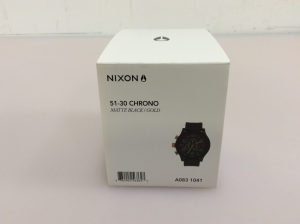 NIXON
51-30 CHRONO
MATTE BLACK / GOLD
A083 1041